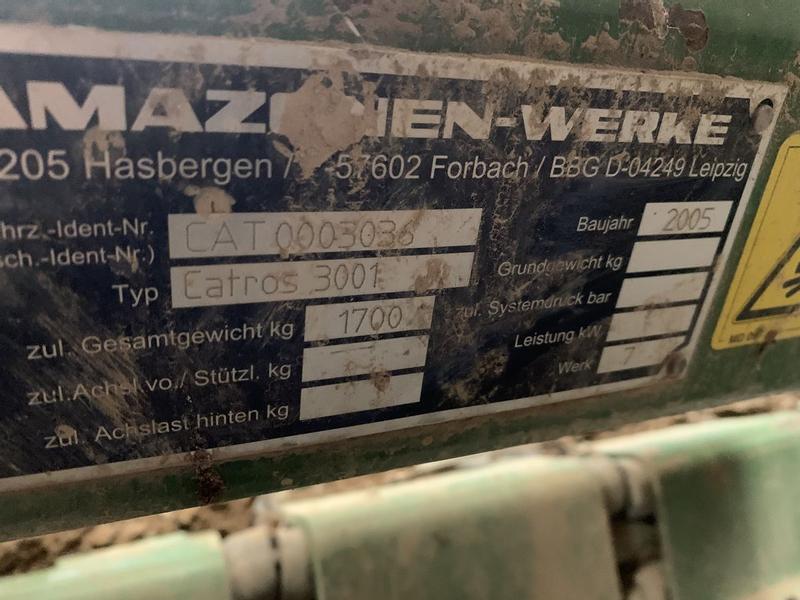 AMAZONEN-WERKE
205 Hasbergen / -57602 Forbach / BBG D-04249 Leipzig
hrz.-Ident-Nr. CAT0003036
sch.-Ident-Nr.)
Typ Catros 3001
zul. Gesamtgewicht kg 1700
zul.Achsl.vo./ Stützl. kg
zul. Achslast hinten kg
Baujahr 2005
Grundgewicht kg
zul. Systemdruck bar
Leistung kW
Werk 7